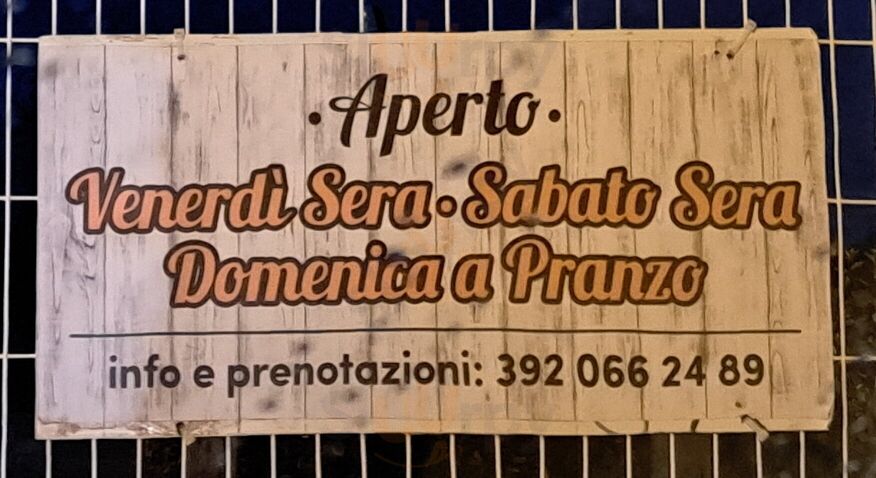 • Aperto •
Venerdì Sera • Sabato Sera
Domenica a Pranzo
info e prenotazioni: 392 066 24 89